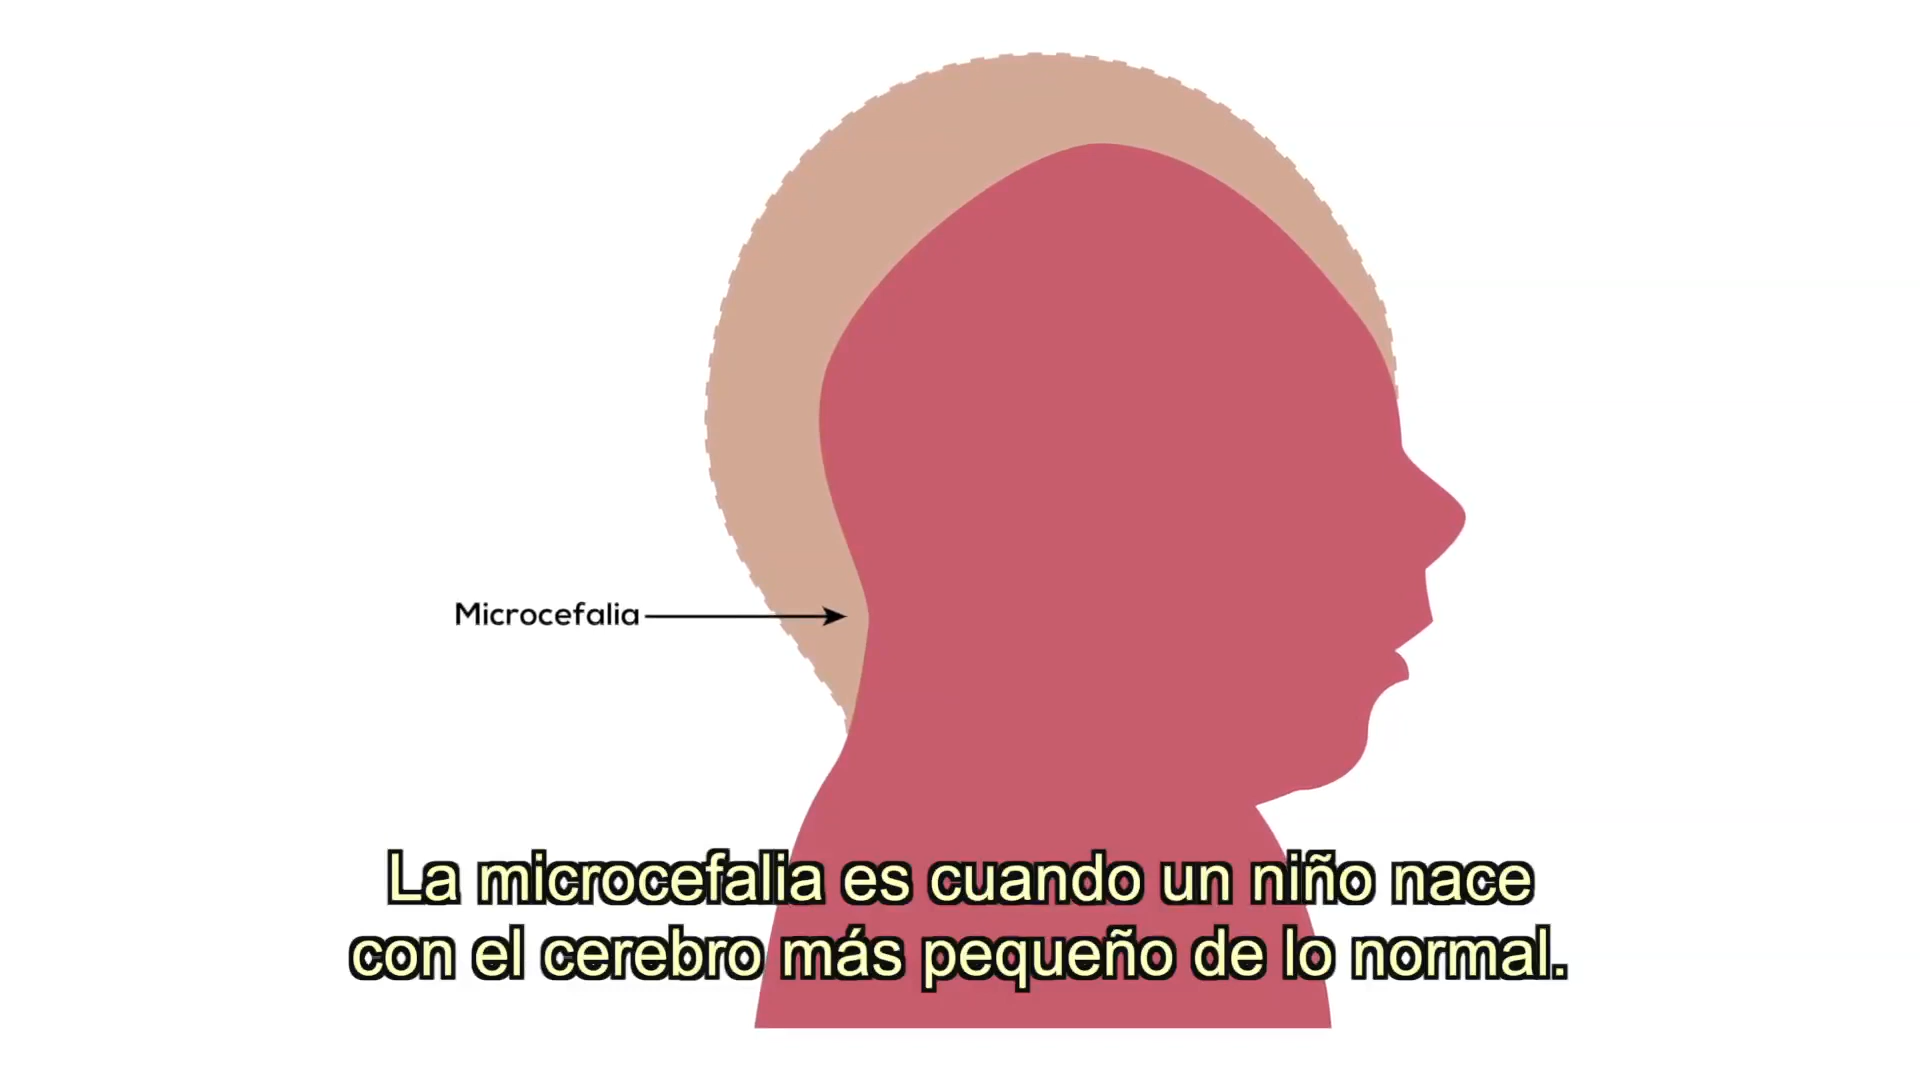 Microcefalia
La microcefalia es cuando un niño nace
con el cerebro más pequeño de lo normal.